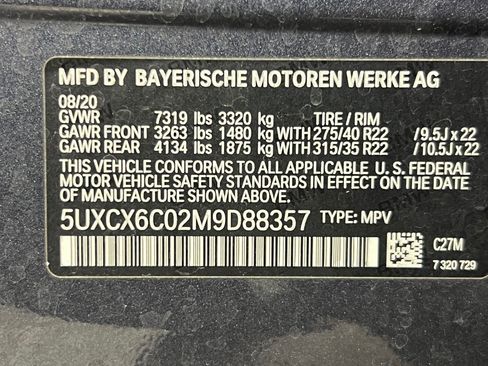 MFD BY BAYERISCHE MOTOREN WERKE AG
08/20
GVWR 7319 lbs 3320 kg TIRE / RIM
GAWR FRONT 3263 lbs 1480 kg WITH 275/40 R22 /9.5J x 22
GAWR REAR 4134 lbs 1875 kg WITH 315/35 R22 /10.5J x 22
THIS VEHICLE CONFORMS TO ALL APPLICABLE U. S. FEDERAL
MOTOR VEHICLE SAFETY AND THEFT PREVENTION STANDARDS IN
EFFECT ON THE DATE OF MANUFACTURE SHOWN ABOVE.
5UXCX6C02M9D88357 TYPE: MPV
C27M
7 320 729